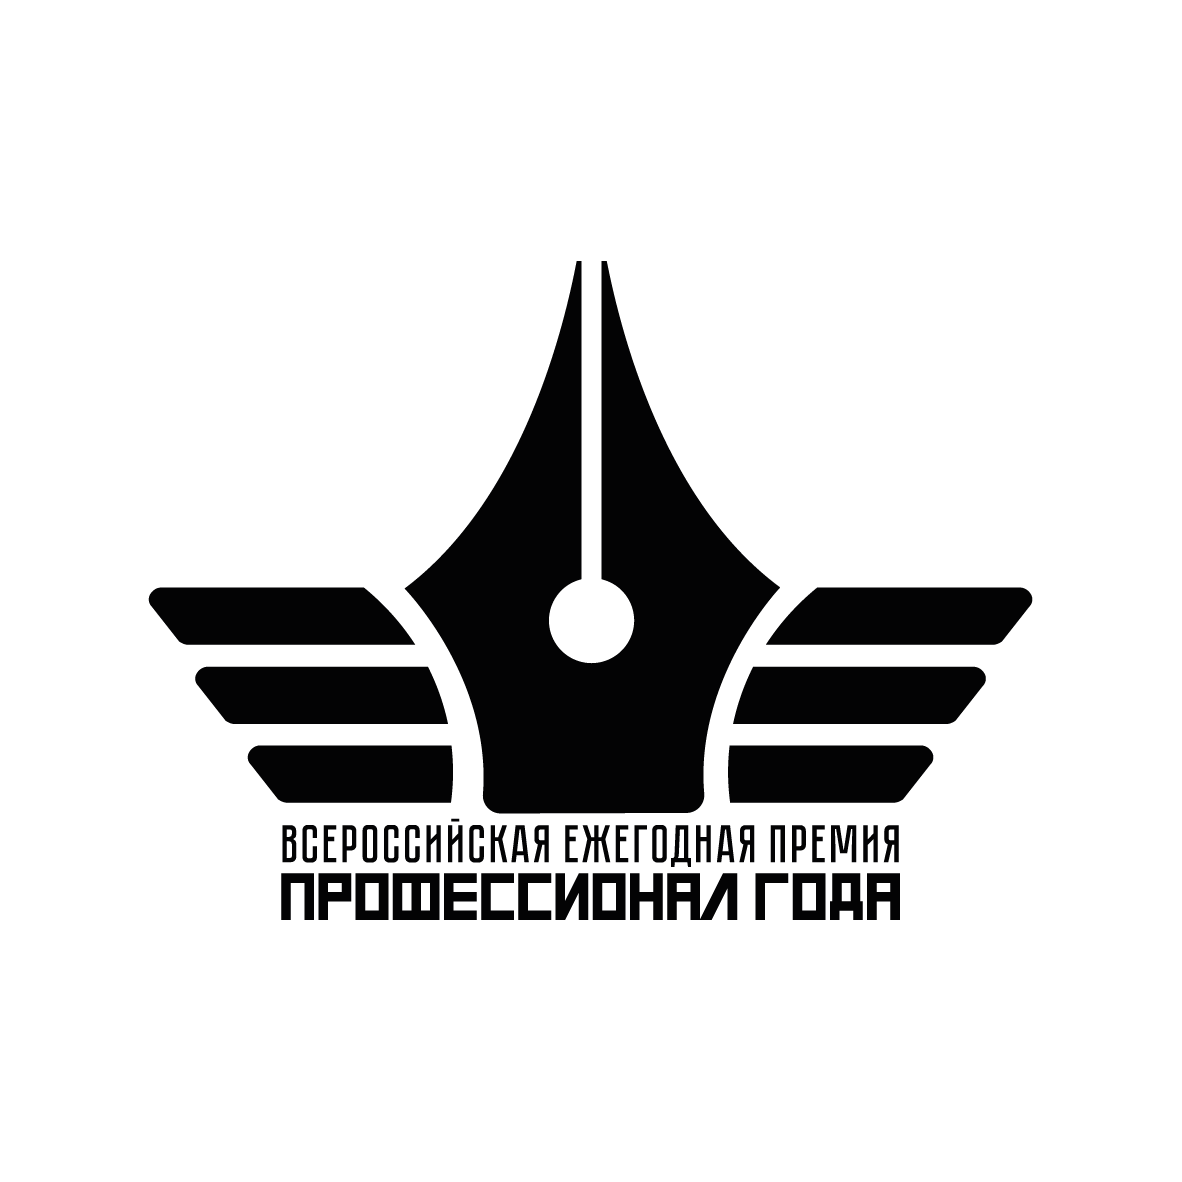 ВСЕРОССИЙСКАЯ ЕЖЕГОДНАЯ ПРЕМИЯ
ПРОФЕССИОНАЛ ГОДА